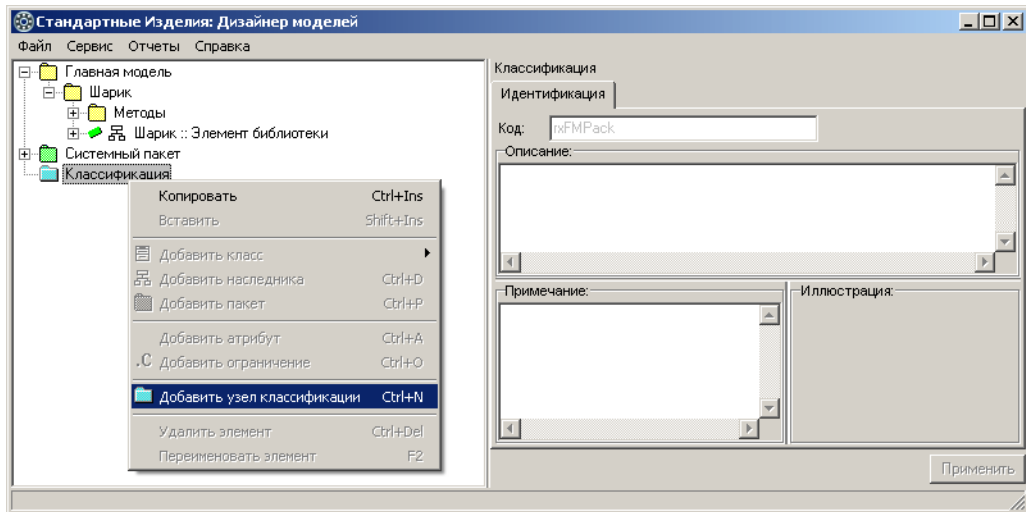 Стандартные Изделия: Дизайнер моделей
Файл Сервис Отчеты Справка
Главная модель
Шарик
Методы
Шарик :: Элемент библиотеки
Системный пакет
Классификация
Копировать Ctrl+Ins
Вставить Shift+Ins
Добавить класс
Добавить наследника Ctrl+D
Добавить пакет Ctrl+P
Добавить атрибут Ctrl+A
.C Добавить ограничение Ctrl+O
Добавить узел классификации Ctrl+N
Удалить элемент Ctrl+Del
Переименовать элемент F2
Классификация
Идентификация
Код: rxFMPack
Описание:
Примечание:
Иллюстрация:
Применить